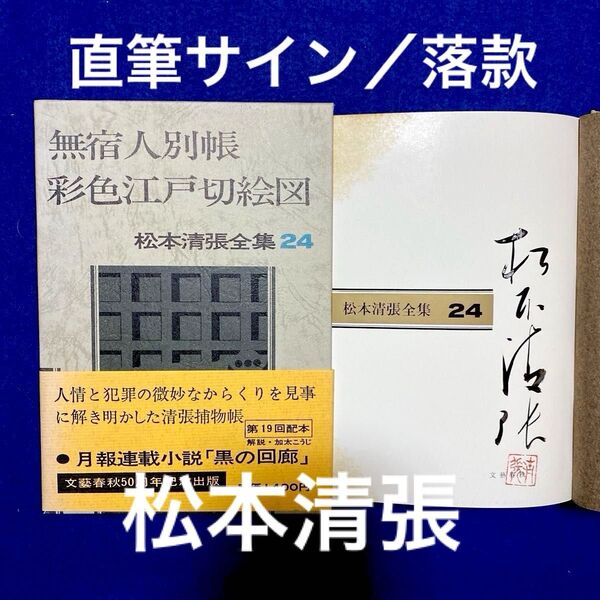 直筆サイン／落款
無宿人別帳
彩色江戸切絵図
松本清張全集24
人情と犯罪の微妙なからくりを見事
に解き明かした清張捕物帳
第19回配本
解説・加太こうじ
●月報連載小説「黒の回廊」
文藝春秋50周年記念出版
松本清張全集 24
松本清張
文藝春秋
松本清張